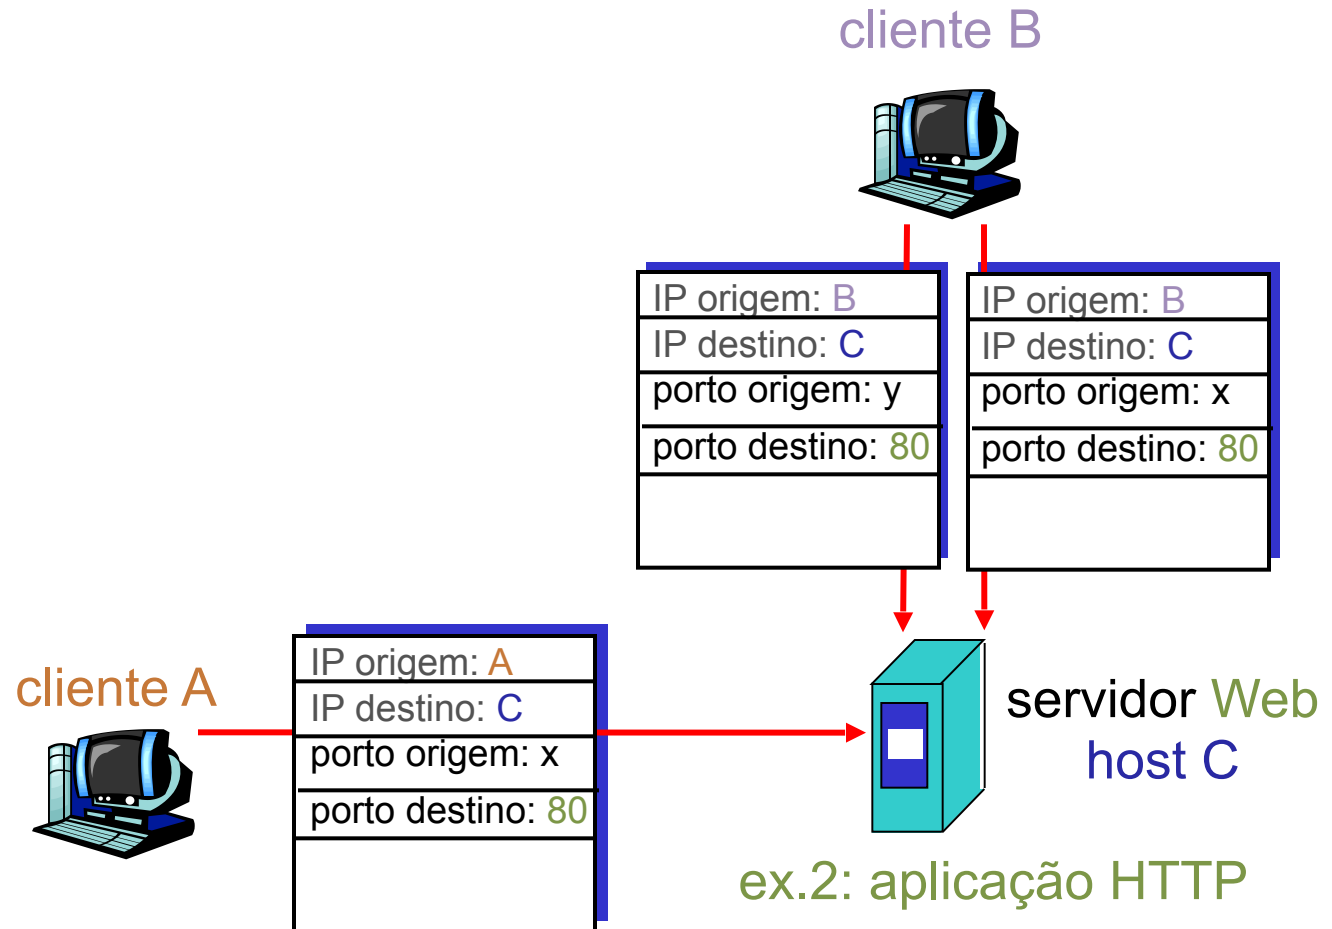 cliente B
IP origem: B
IP destino: C
porto origem: y
porto destino: 80
IP origem: B
IP destino: C
porto origem: x
porto destino: 80
cliente A
IP origem: A
IP destino: C
porto origem: x
porto destino: 80
servidor Web
host C
ex.2: aplicação HTTP